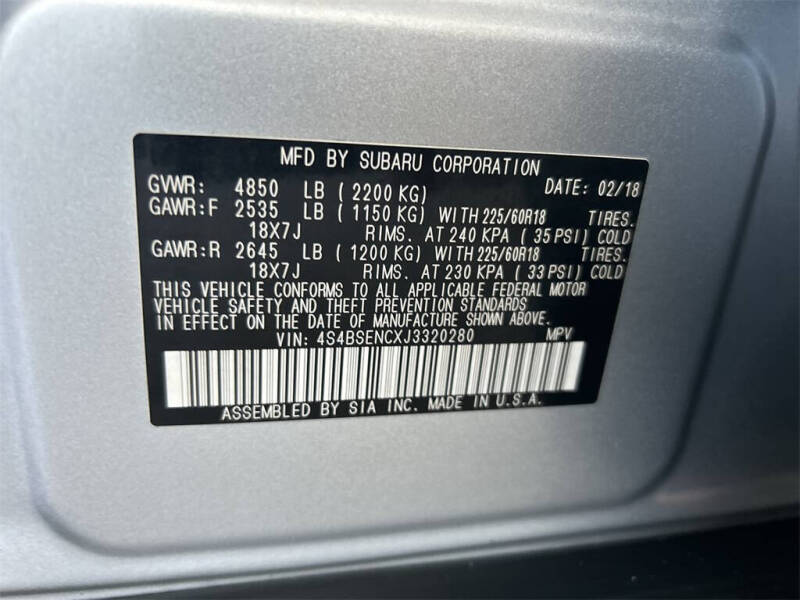 MFD BY SUBARU CORPORATION
GVWR: 4850 LB ( 2200 KG) DATE: 02/18
GAWR:F 2535 LB ( 1150 KG) WITH 225/60R18 TIRES.
18X7J RIMS. AT 240 KPA ( 35 PSI) COLD
GAWR:R 2645 LB ( 1200 KG) WITH 225/60R18 TIRES.
18X7J RIMS. AT 230 KPA ( 33 PSI) COLD
THIS VEHICLE CONFORMS TO ALL APPLICABLE FEDERAL MOTOR
VEHICLE SAFETY AND THEFT PREVENTION STANDARDS
IN EFFECT ON THE DATE OF MANUFACTURE SHOWN ABOVE.
VIN: 4S4BSENCXJ3320280 MPV
ASSEMBLED BY SIA INC. MADE IN U.S.A.